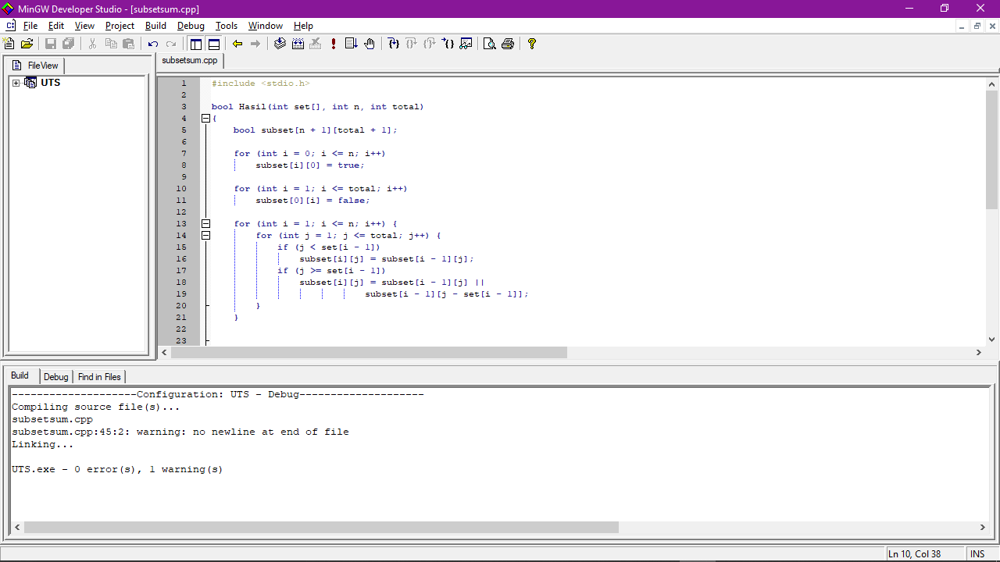 MinGW Developer Studio - [subsetsum.cpp]
File Edit View Project Build Debug Tools Window Help
FileView
subsetsum.cpp
UTS
1 #include <stdio.h>
2
3 bool Hasil(int set[], int n, int total)
4 {
5     bool subset[n + 1][total + 1];
6
7     for (int i = 0; i <= n; i++)
8         subset[i][0] = true;
9
10     for (int i = 1; i <= total; i++)
11         subset[0][i] = false;
12
13     for (int i = 1; i <= n; i++) {
14         for (int j = 1; j <= total; j++) {
15             if (j < set[i - 1])
16                 subset[i][j] = subset[i - 1][j];
17             if (j >= set[i - 1])
18                 subset[i][j] = subset[i - 1][j] ||
19                             subset[i - 1][j - set[i - 1]];
20         }
21     }
22
23
Build Debug Find in Files
--------------------Configuration: UTS - Debug--------------------
Compiling source file(s)...
subsetsum.cpp
subsetsum.cpp:45:2: warning: no newline at end of file
Linking...
UTS.exe - 0 error(s), 1 warning(s)
Ln 10, Col 38 INS